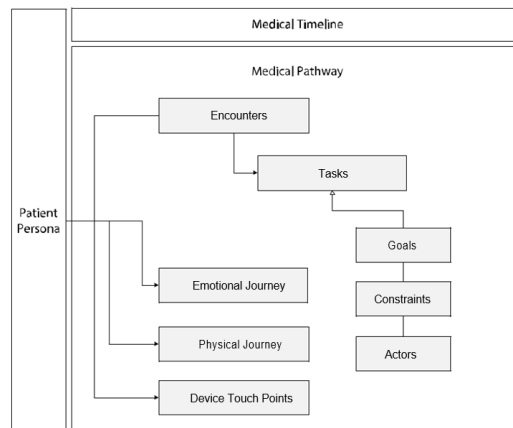 Medical Timeline
Medical Pathway
Encounters
Tasks
Patient
Persona
Goals
Emotional Journey
Constraints
Physical Journey
Actors
Device Touch Points